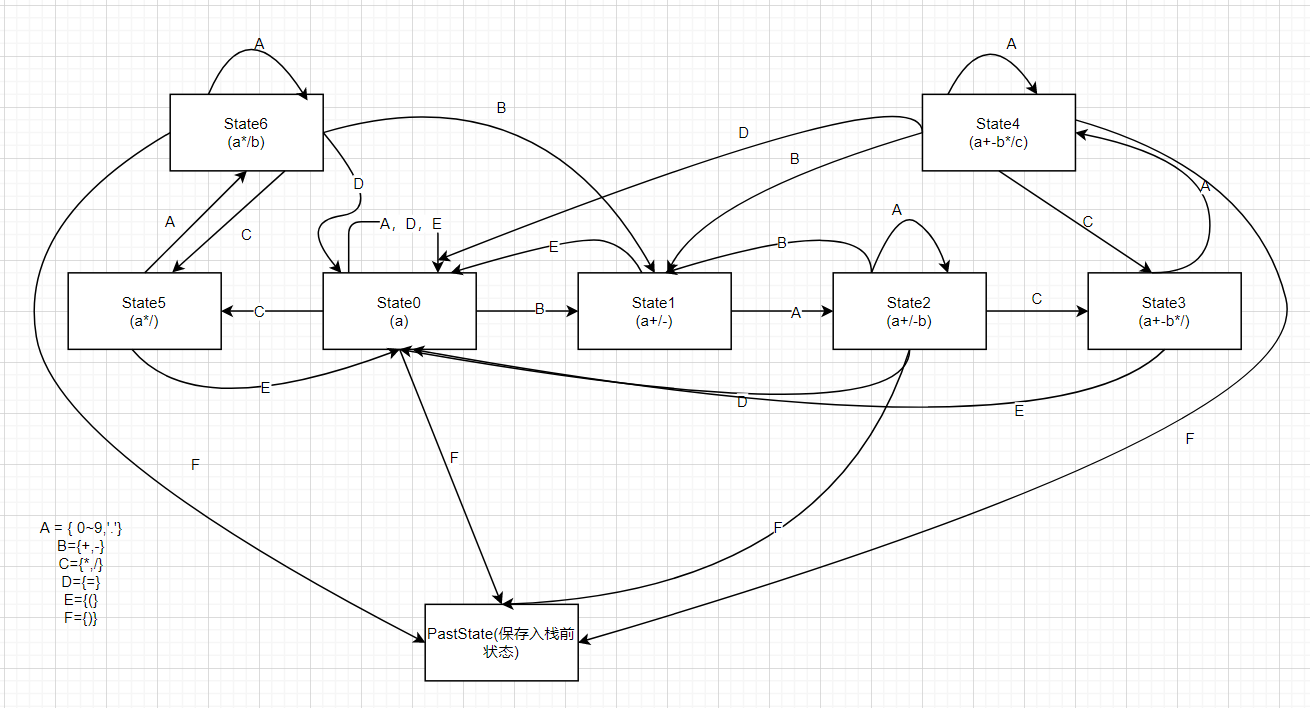 A
A
State6
(a*/b)
B
State4
(a+-b*/c)
D
B
D
A
A
C
A，D，E
A
C
E
B
State5
(a*/)
C
State0
(a)
B
State1
(a+/-)
A
State2
(a+/-b)
C
State3
(a+-b*/)
E
D
E
F
F
F
F
A = { 0~9,'.'}
B={+,-}
C={*,/}
D={=}
E={(}
F={)}
PastState(保存入栈前
状态)